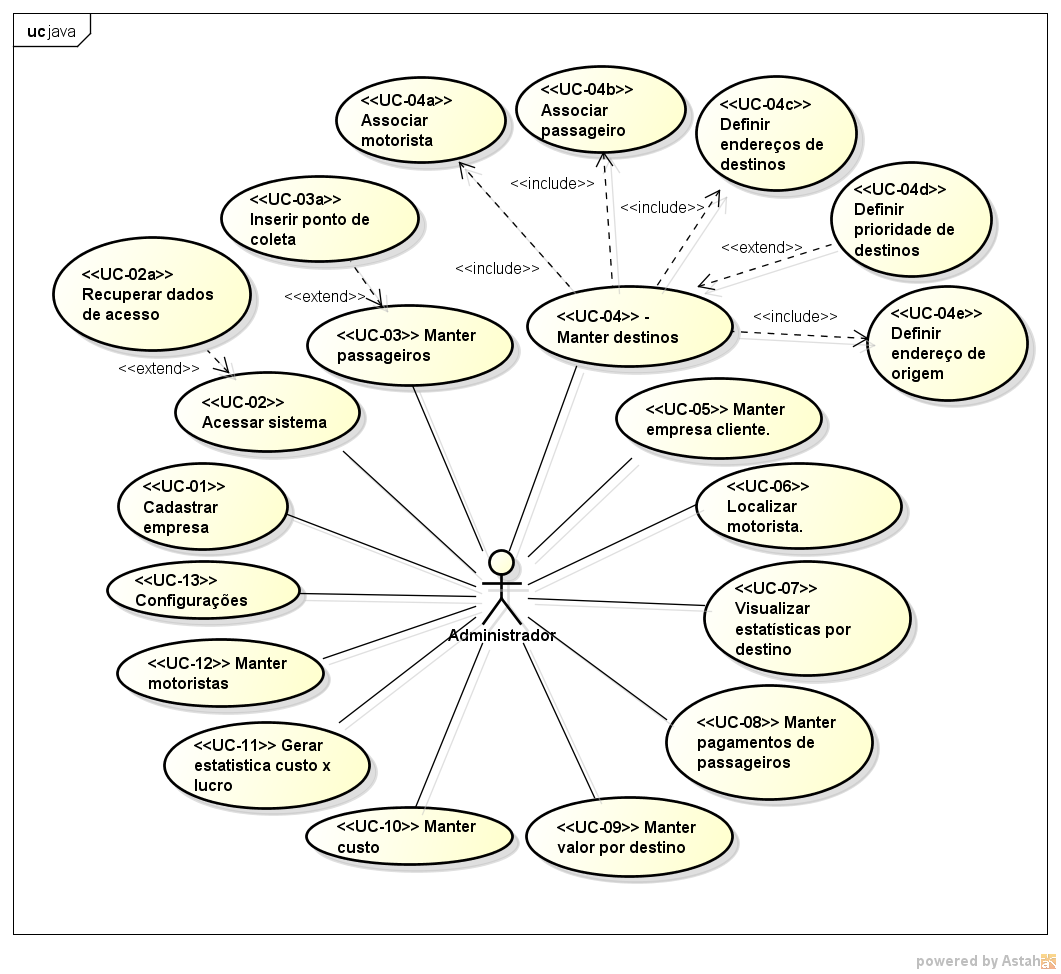 uc java
<<UC-04a>>
Associar
motorista
<<UC-04b>>
Associar
passageiro
<<UC-04c>>
Definir
endereços de
destinos
<<UC-04d>>
Definir
prioridade de
destinos
<<include>>
<<include>>
<<include>>
<<extend>>
<<UC-03a>>
Inserir ponto de
coleta
<<UC-02a>>
Recuperar dados
de acesso
<<extend>>
<<extend>>
<<UC-03>> Manter
passageiros
<<UC-04>> -
Manter destinos
<<include>>
<<UC-04e>>
Definir
endereço de
origem
<<UC-02>>
Acessar sistema
<<UC-05>> Manter
empresa cliente.
<<UC-01>>
Cadastrar
empresa
<<UC-06>>
Localizar
motorista.
<<UC-13>>
Configurações
<<UC-07>>
Visualizar
estatísticas por
destino
Administrador
<<UC-12>> Manter
motoristas
<<UC-08>> Manter
pagamentos de
passageiros
<<UC-11>> Gerar
estatistica custo x
lucro
<<UC-10>> Manter
custo
<<UC-09>> Manter
valor por destino
powered by Astah